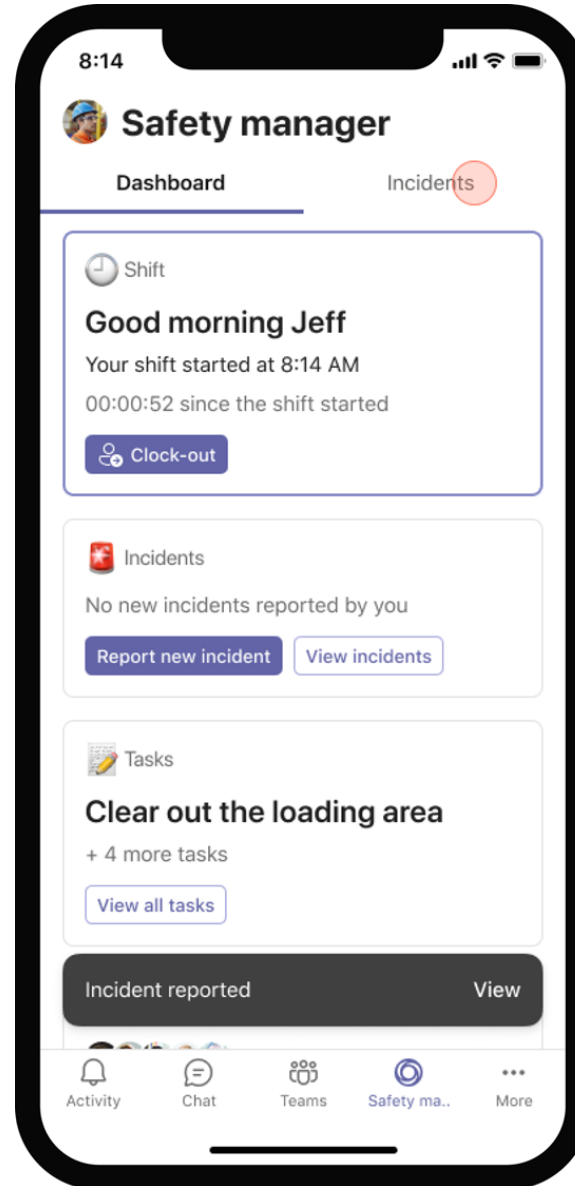 8:14
Safety manager
Dashboard Incidents
Shift
Good morning Jeff
Your shift started at 8:14 AM
00:00:52 since the shift started
Clock-out
Incidents
No new incidents reported by you
Report new incident View incidents
Tasks
Clear out the loading area
+ 4 more tasks
View all tasks
Incident reported View
Activity Chat Teams Safety ma.. More